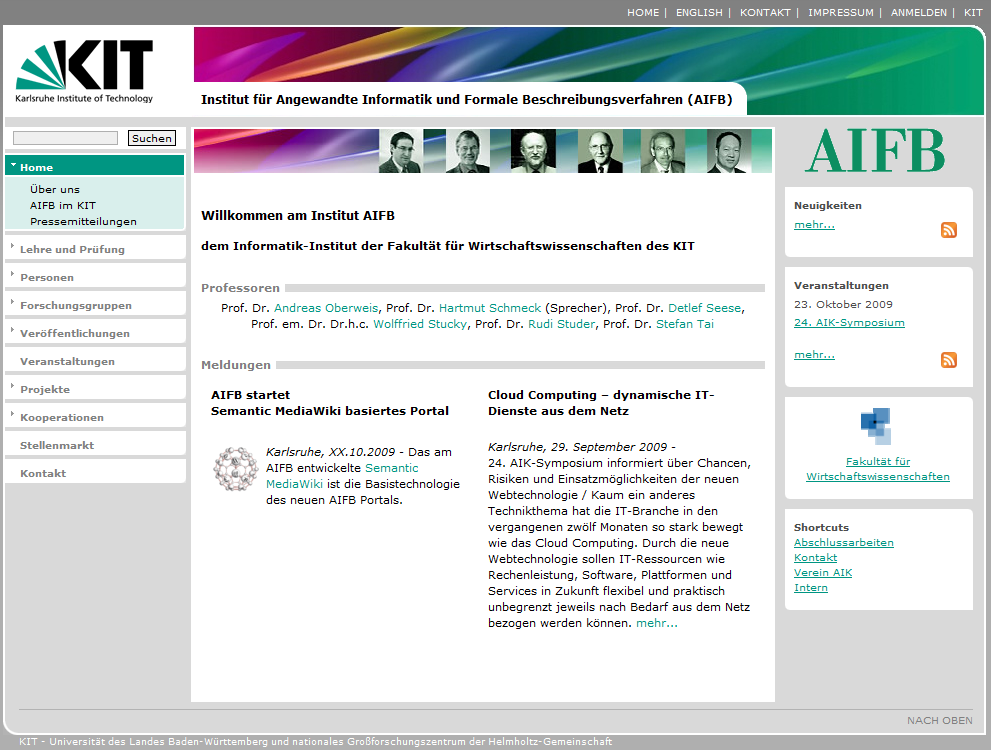 HOME | ENGLISH | KONTAKT | IMPRESSUM | ANMELDEN | KIT
KIT
Karlsruhe Institute of Technology
Institut für Angewandte Informatik und Formale Beschreibungsverfahren (AIFB)
Suchen
Home
Über uns
AIFB im KIT
Pressemitteilungen
Lehre und Prüfung
Personen
Forschungsgruppen
Veröffentlichungen
Veranstaltungen
Projekte
Kooperationen
Stellenmarkt
Kontakt
Willkommen am Institut AIFB
dem Informatik-Institut der Fakultät für Wirtschaftswissenschaften des KIT
Professoren
Prof. Dr. Andreas Oberweis, Prof. Dr. Hartmut Schmeck (Sprecher), Prof. Dr. Detlef Seese,
Prof. em. Dr. Dr.h.c. Wolffried Stucky, Prof. Dr. Rudi Studer, Prof. Dr. Stefan Tai
Meldungen
AIFB startet
Semantic MediaWiki basiertes Portal
Karlsruhe, XX.10.2009 - Das am
AIFB entwickelte Semantic
MediaWiki ist die Basistechnologie
des neuen AIFB Portals.
Cloud Computing – dynamische IT-
Dienste aus dem Netz
Karlsruhe, 29. September 2009 -
24. AIK-Symposium informiert über Chancen,
Risiken und Einsatzmöglichkeiten der neuen
Webtechnologie / Kaum ein anderes
Technikthema hat die IT-Branche in den
vergangenen zwölf Monaten so stark bewegt
wie das Cloud Computing. Durch die neue
Webtechnologie sollen IT-Ressourcen wie
Rechenleistung, Software, Plattformen und
Services in Zukunft flexibel und praktisch
unbegrenzt jeweils nach Bedarf aus dem Netz
bezogen werden können. mehr...
AIFB
Neuigkeiten
mehr...
Veranstaltungen
23. Oktober 2009
24. AIK-Symposium
mehr...
Fakultät für
Wirtschaftswissenschaften
Shortcuts
Abschlussarbeiten
Kontakt
Verein AIK
Intern
NACH OBEN
KIT - Universität des Landes Baden-Württemberg und nationales Großforschungszentrum der Helmholtz-Gemeinschaft